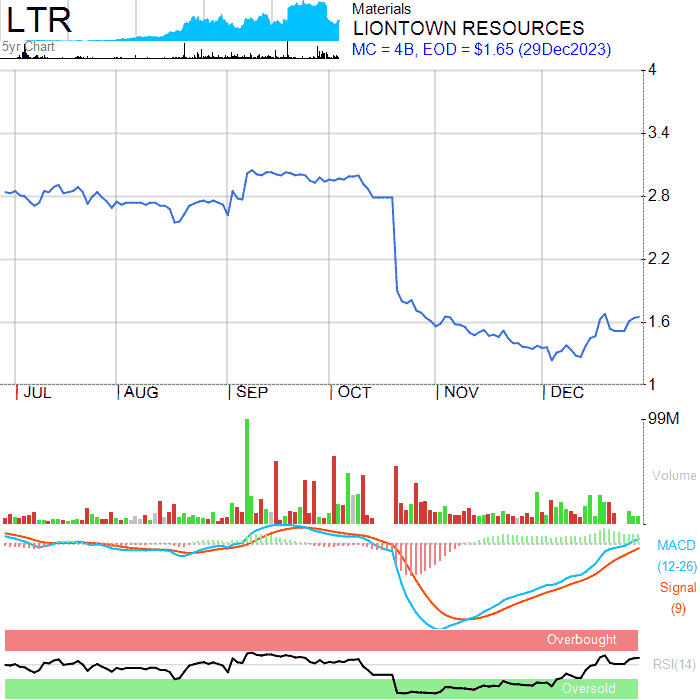 LTR
5yr Chart
Materials
LIONTOWN RESOURCES
MC = 4B, EOD = $1.65 (29Dec2023)
4
3.4
2.8
2.2
1.6
1
JUL AUG SEP OCT NOV DEC
99M
Volume
MACD
(12-26)
Signal
(9)
Overbought
RSI(14)
Oversold